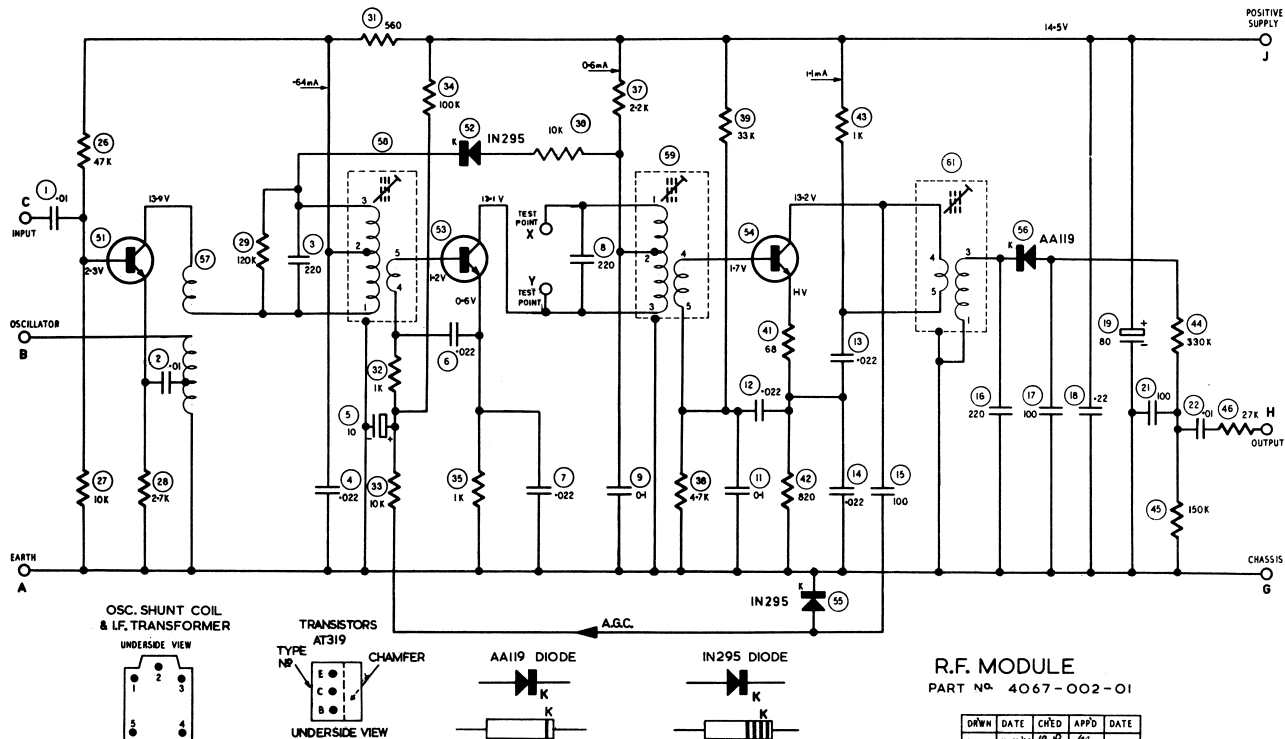 31 560
POSITIVE SUPPLY
J
14·5V
·64mA
0·6mA
1·1mA
34 100K
37 2·2K
39 33K
43 1K
26 47K
52 K IN295
10K 38
58
59
61
C INPUT
1 ·01
51
13·9V
2·3V
57
29 120K
3 220
3
2
1
5
4
53
13·1V
1·2V
0·6V
TEST POINT X
Y TEST POINT
8 220
1
2
3
4
5
54
13·2V
1·7V
1·1V
4
5
3
1
56 K AA119
OSCILLATOR
B
2 ·01
32 1K
6 ·022
41 68
13 ·022
12 ·022
19 80 + −
44 330K
5 10 − +
16 220
17 100
18 ·22
21 100
22 ·01
46 27K
H OUTPUT
27 10K
28 2·7K
4 ·022
33 10K
35 1K
7 ·022
9 0·1
38 4·7K
11 0·1
42 820
14 ·022
15 100
45 150K
EARTH
A
CHASSIS
G
IN295 K 55
A.G.C.
OSC. SHUNT COIL
& I.F. TRANSFORMER
UNDERSIDE VIEW
1 2 3
5 4
TRANSISTORS
AT319
TYPE Nº
CHAMFER
E
C
B
UNDERSIDE VIEW
AA119 DIODE
K
K
IN295 DIODE
K
K
R.F. MODULE
PART Nº. 4067-002-01
DR'WN DATE CH'ED APP'D DATE